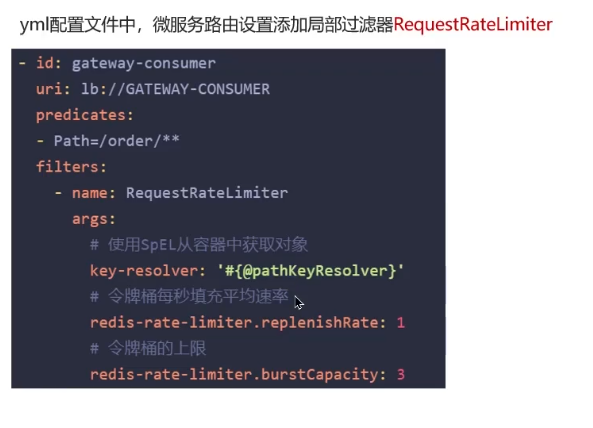 yml配置文件中，微服务路由设置添加局部过滤器RequestRateLimiter
- id: gateway-consumer
uri: lb://GATEWAY-CONSUMER
predicates:
- Path=/order/**
filters:
- name: RequestRateLimiter
args:
# 使用SpEL从容器中获取对象
key-resolver: '#{@pathKeyResolver}'
# 令牌桶每秒填充平均速率
redis-rate-limiter.replenishRate: 1
# 令牌桶的上限
redis-rate-limiter.burstCapacity: 3